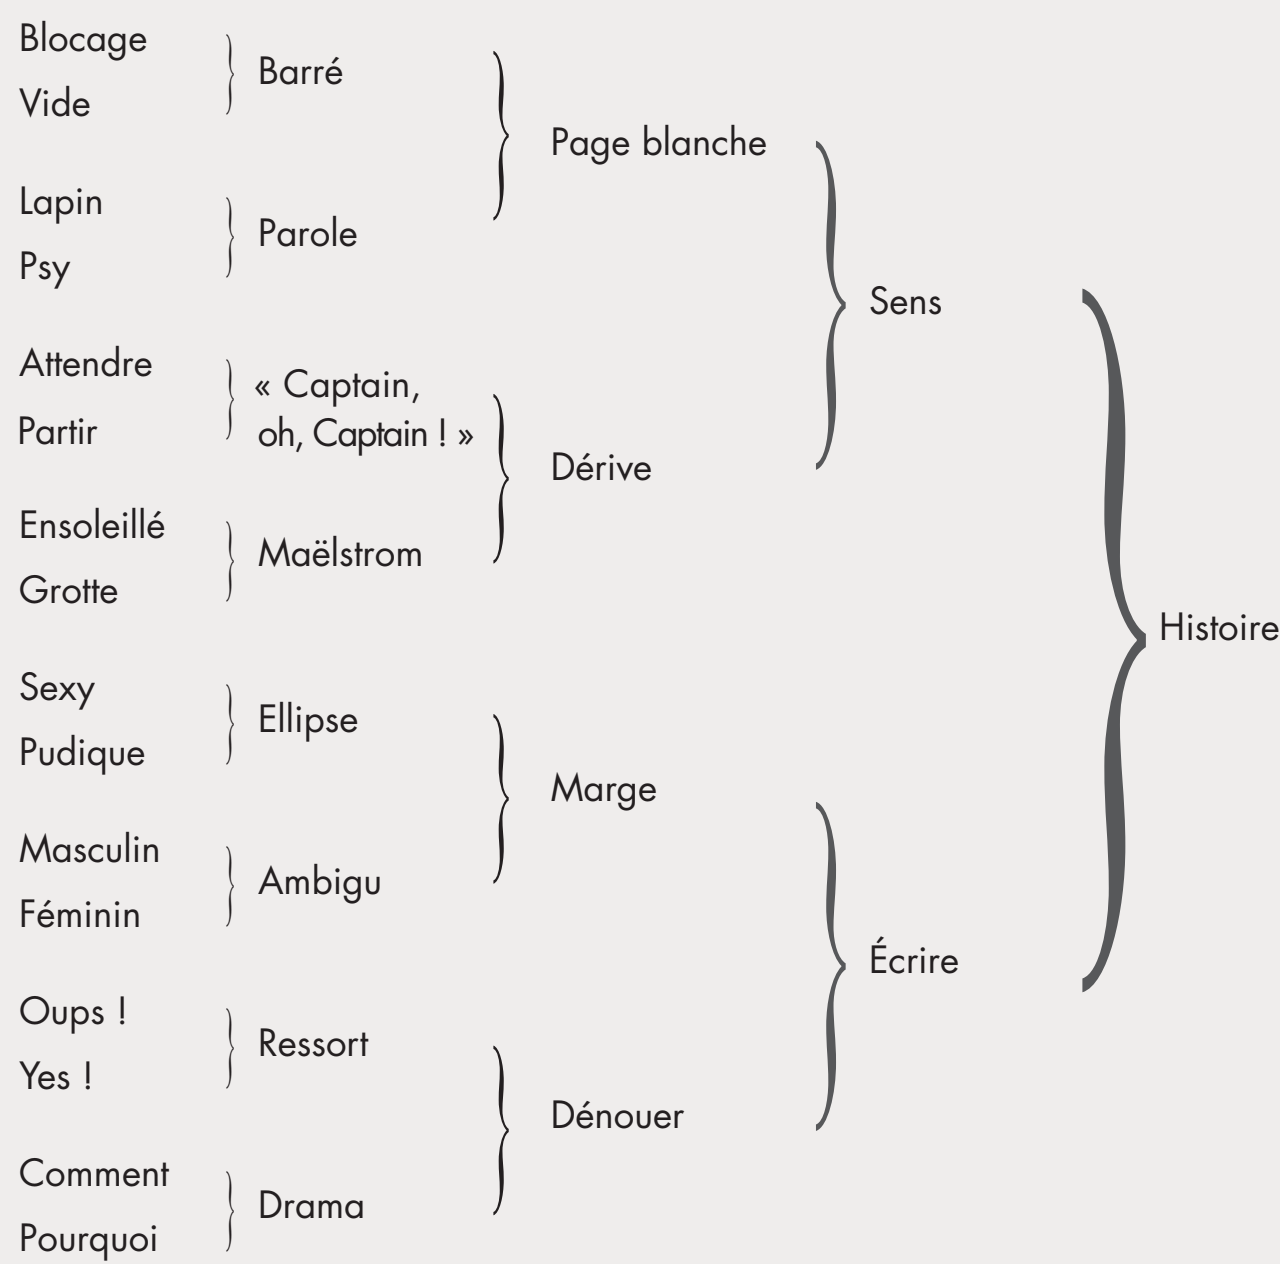 Blocage
Vide
Barré
Lapin
Psy
Parole
Page blanche
Attendre
Partir
« Captain,
oh, Captain ! »
Ensoleillé
Grotte
Maëlstrom
Dérive
Sens
Sexy
Pudique
Ellipse
Masculin
Féminin
Ambigu
Marge
Oups !
Yes !
Ressort
Comment
Pourquoi
Drama
Dénouer
Écrire
Histoire